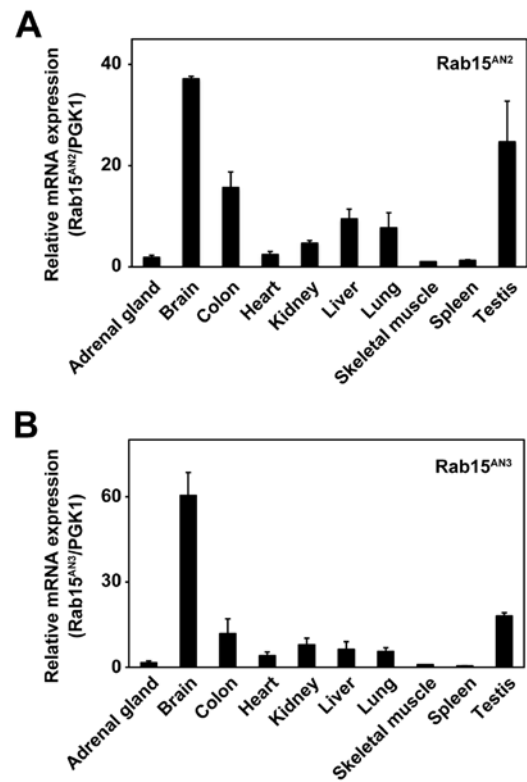 A
Rab15AN2
Relative mRNA expression
(Rab15AN2/PGK1)
40
20
0
Adrenal gland
Brain
Colon
Heart
Kidney
Liver
Lung
Skeletal muscle
Spleen
Testis
B
Rab15AN3
Relative mRNA expression
(Rab15AN3/PGK1)
60
30
0
Adrenal gland
Brain
Colon
Heart
Kidney
Liver
Lung
Skeletal muscle
Spleen
Testis